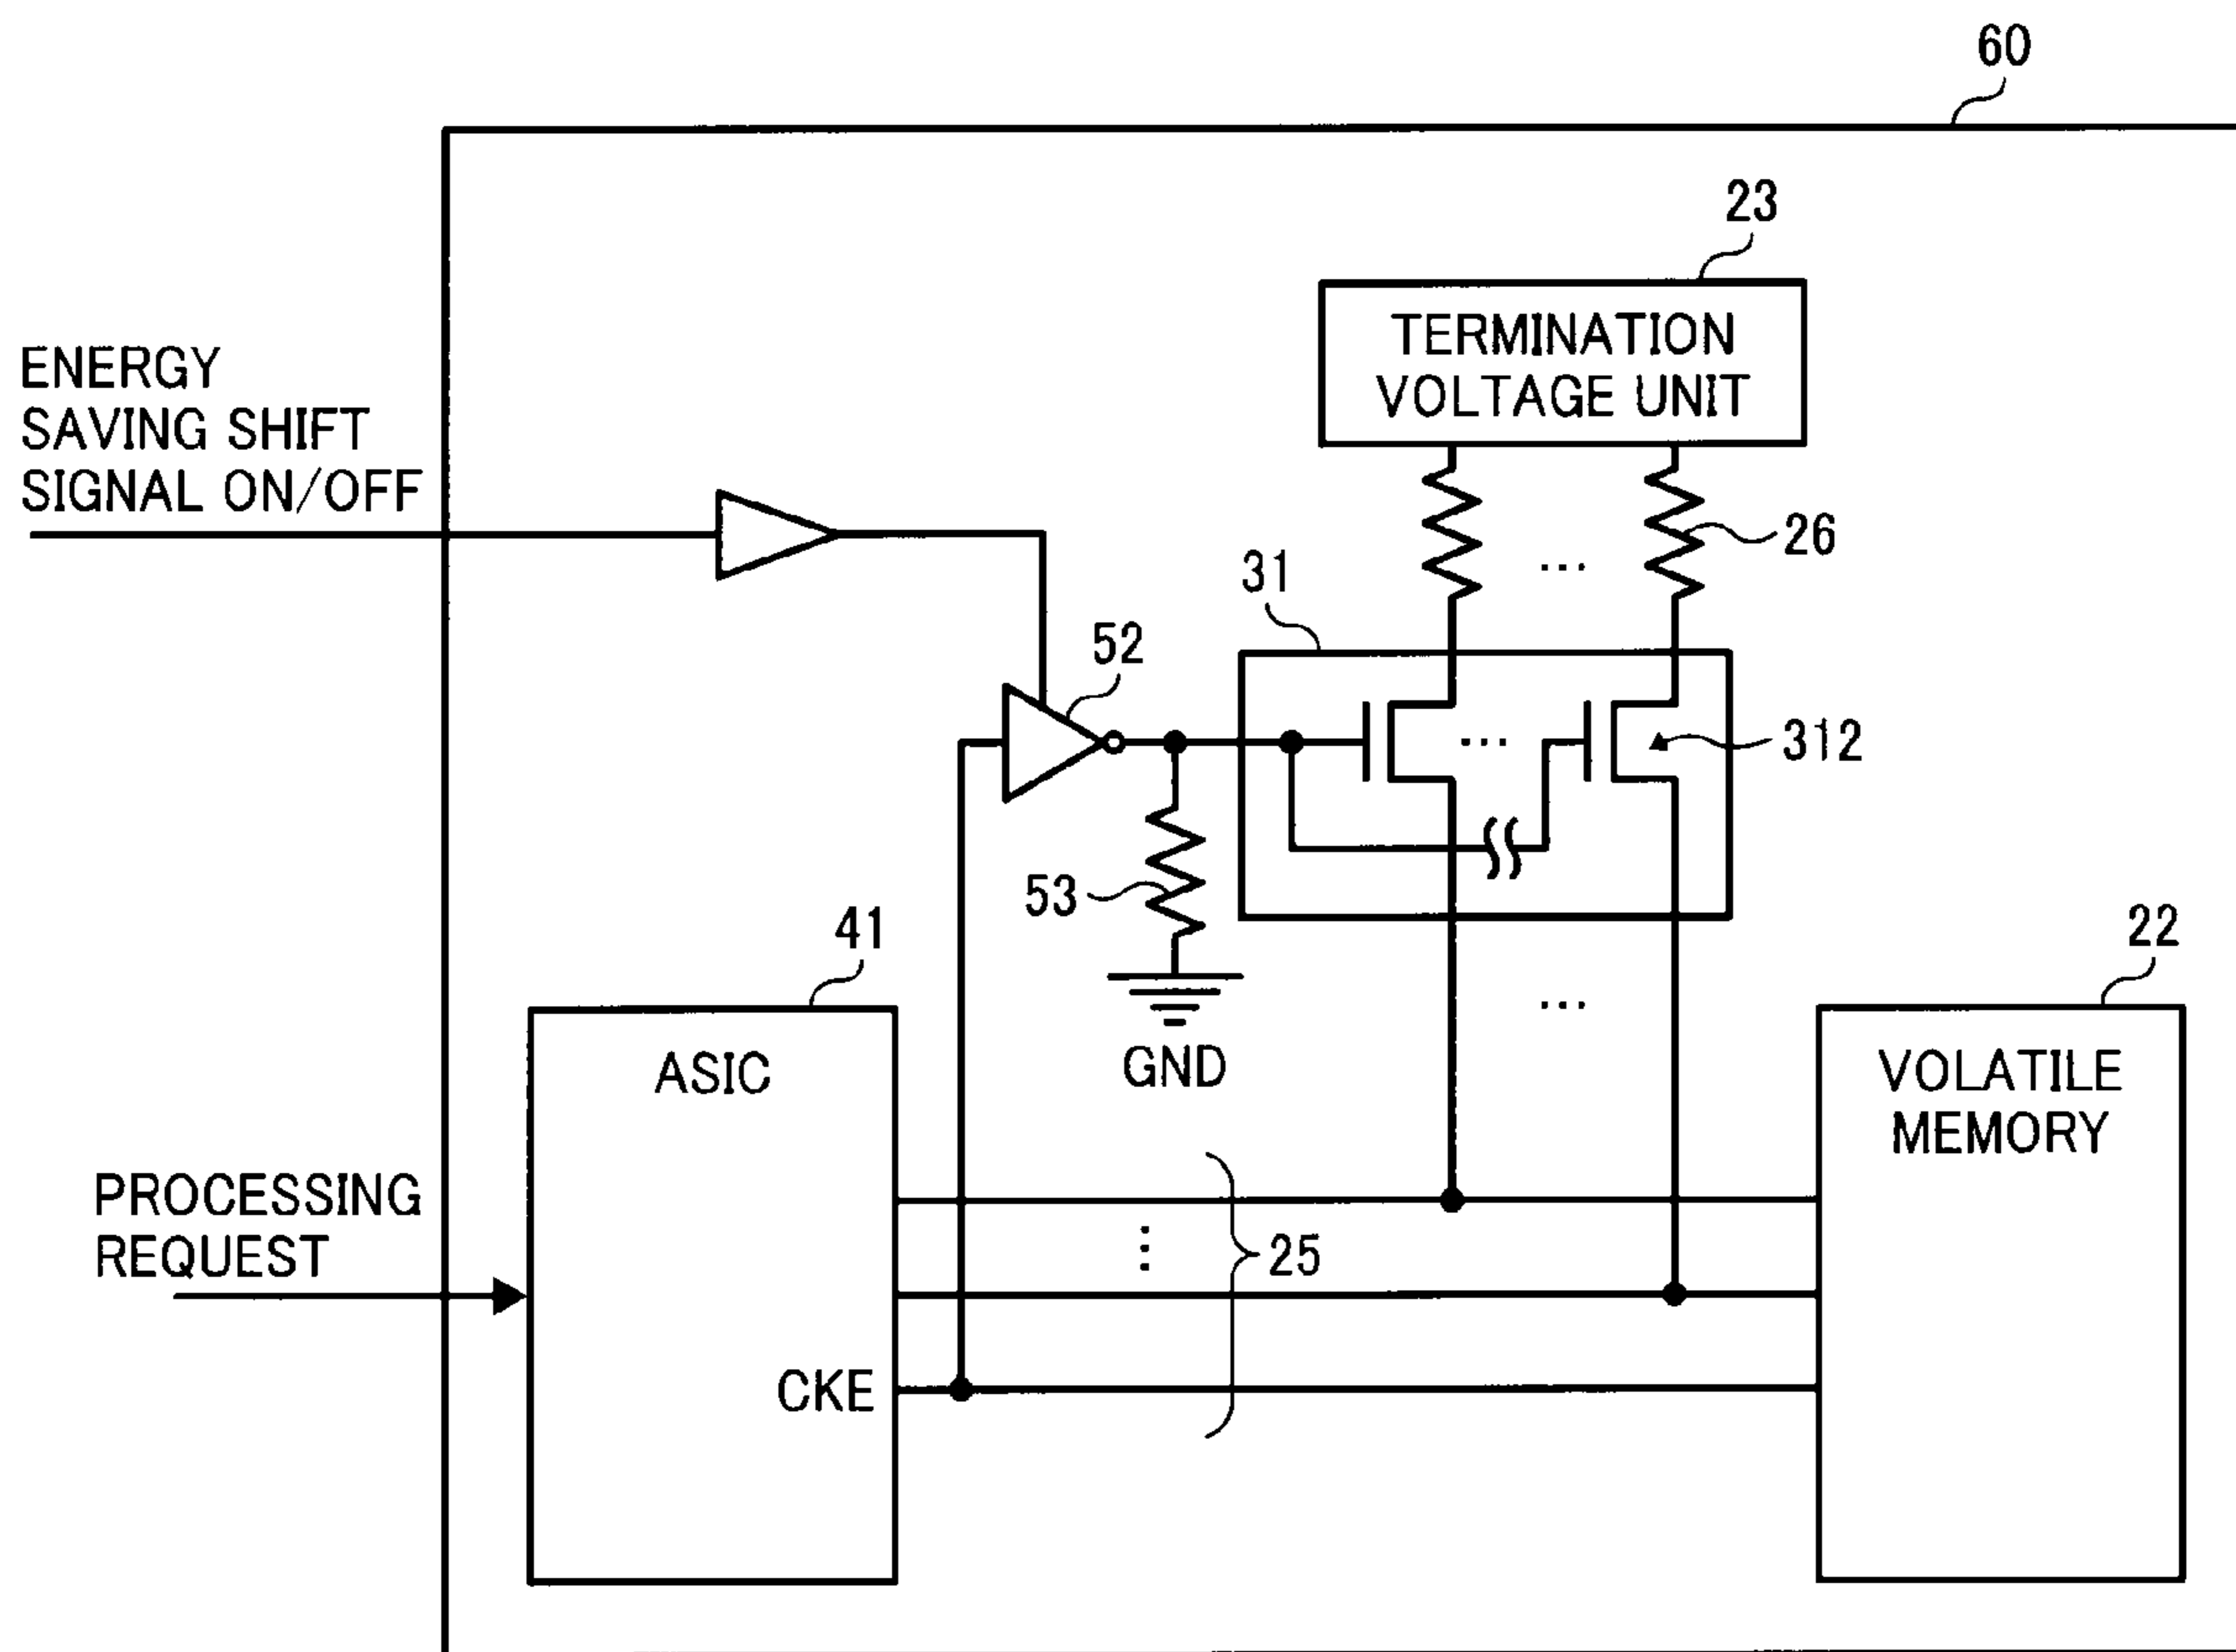 60
23
TERMINATION
VOLTAGE UNIT
ENERGY
SAVING SHIFT
SIGNAL ON/OFF
26
...
31
52
312
...
53
41
22
...
GND
ASIC
VOLATILE
MEMORY
PROCESSING
REQUEST
25
CKE